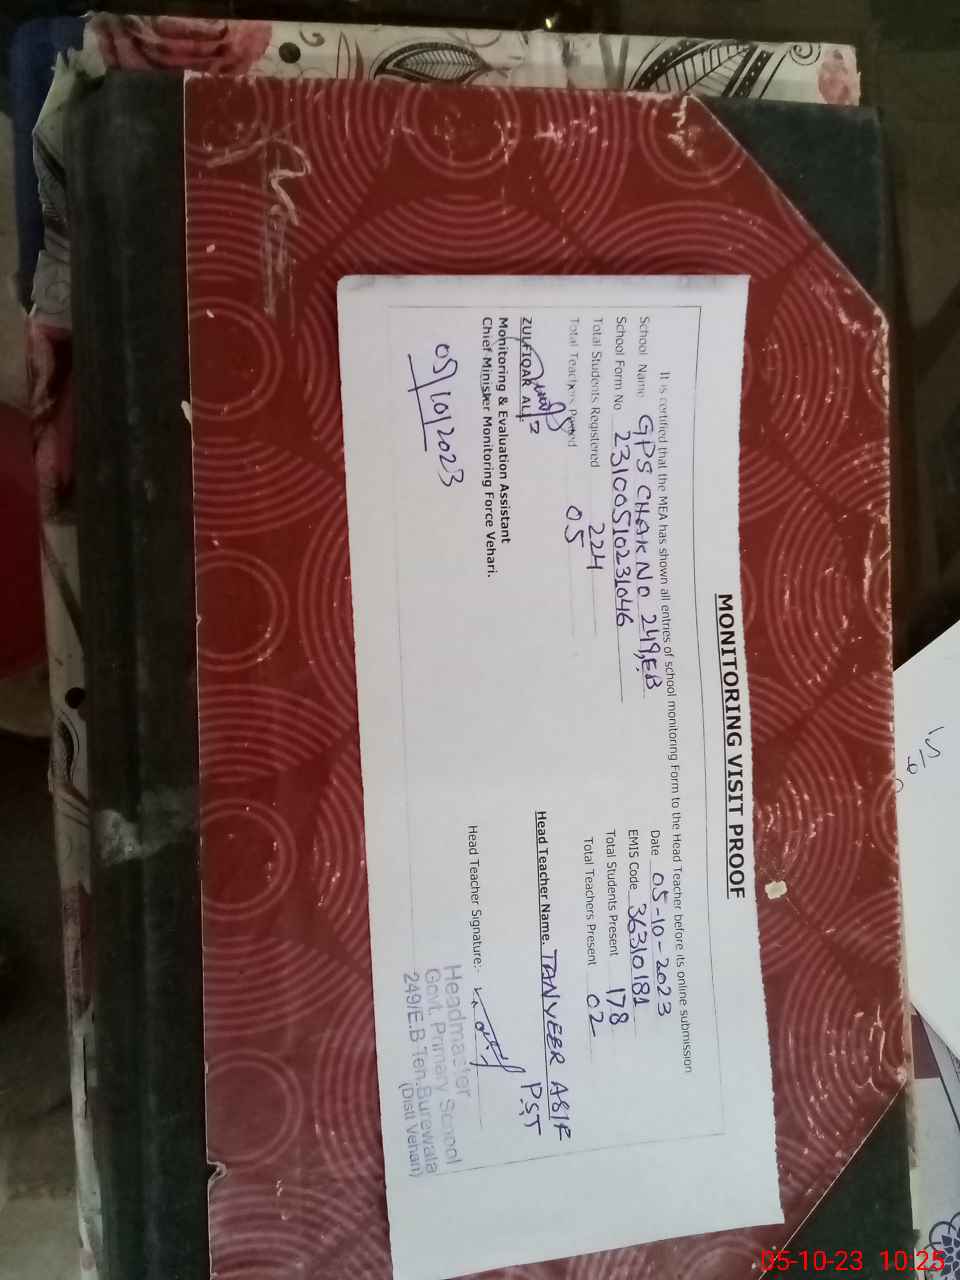 MONITORING VISIT PROOF
It is certified that the MEA has shown all entries of school monitoring Form to the Head Teacher before its online submission
School Name GPS CHAK NO 249,EB
Date 05-10-2023
School Form No 23100510231046
EMIS Code 36310181
Total Students Registered 224
Total Students Present 178
Total Teachers Posted 05
Total Teachers Present 02
ZULFIQAR ALI
Monitoring & Evaluation Assistant
Chief Minister Monitoring Force Vehari.
05/10/2023
Head Teacher Name. TANVEER ASIF
P.S.T
Head Teacher Signature:-
Headmaster
Govt. Primary School
249/E.B Teh.Burewala
(Distt Vehari)
05-10-23 10:25